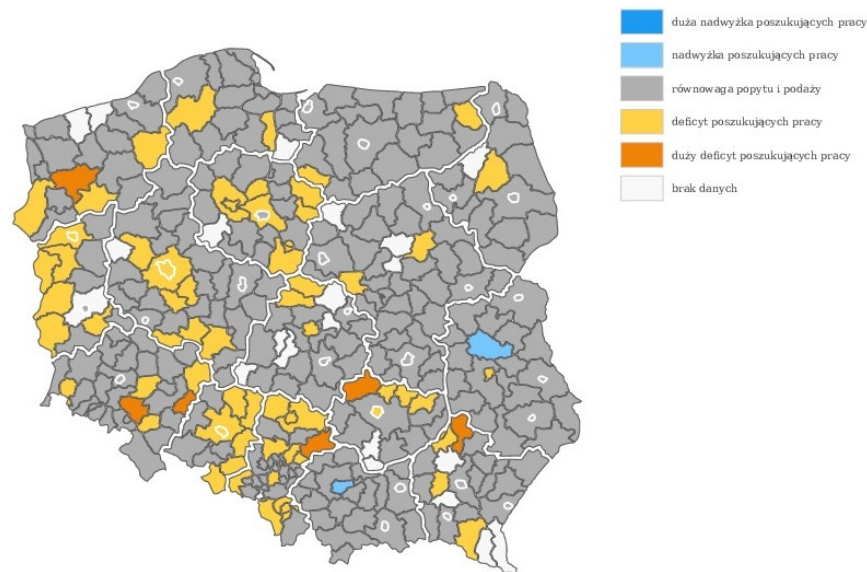 duża nadwyżka poszukujących pracy
nadwyżka poszukujących pracy
równowaga popytu i podaży
deficyt poszukujących pracy
duży deficyt poszukujących pracy
brak danych